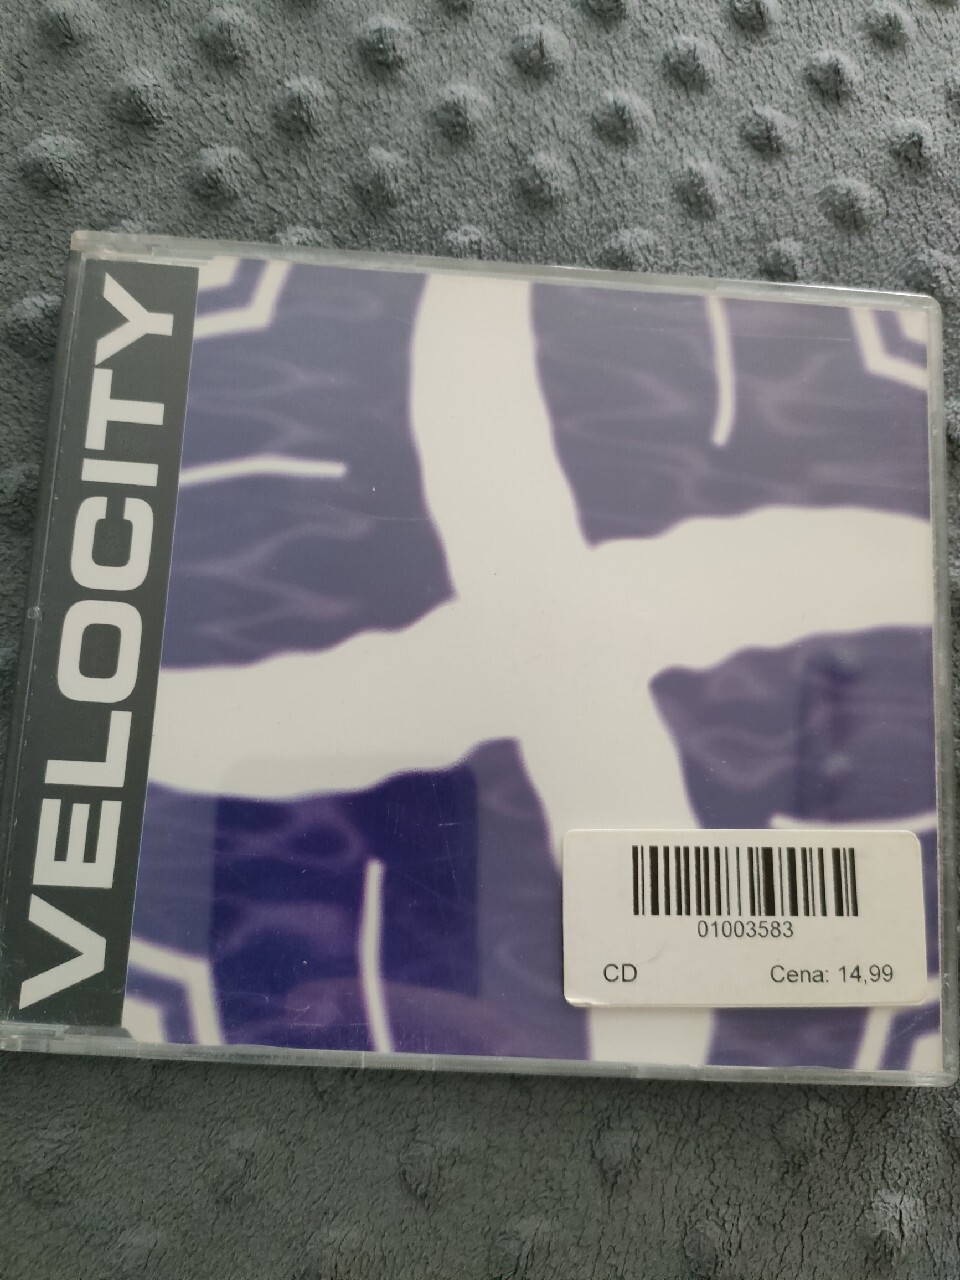 VELOCITY
01003583
CD Cena: 14,99